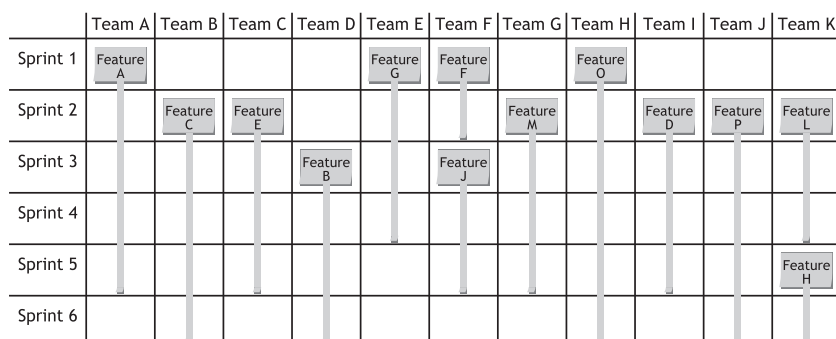 Team A Team B Team C Team D Team E Team F Team G Team H Team I Team J Team K
Sprint 1
Feature A
Feature G
Feature F
Feature O
Sprint 2
Feature C
Feature E
Feature M
Feature D
Feature P
Feature L
Sprint 3
Feature B
Feature J
Sprint 4
Sprint 5
Feature H
Sprint 6